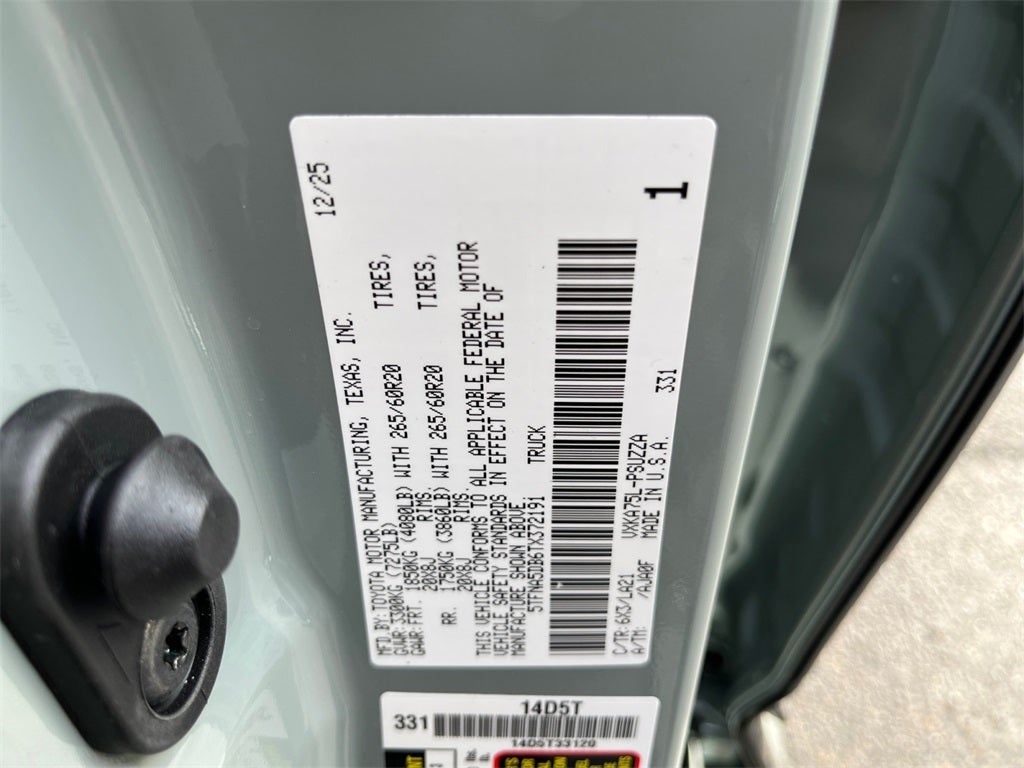 12/25
MFD.BY:TOYOTA MOTOR MANUFACTURING, TEXAS, INC.
GVWR:3300KG (7275LB)
GAWR:FRT. 1850KG (4080LB) WITH 265/60R20 TIRES,
20X8J RIMS.
RR. 1750KG (3860LB) WITH 265/60R20 TIRES,
20X8J RIMS.
THIS VEHICLE CONFORMS TO ALL APPLICABLE FEDERAL MOTOR
VEHICLE SAFETY STANDARDS IN EFFECT ON THE DATE OF
MANUFACTURE SHOWN ABOVE
5TFNA5DB6TX37219i TRUCK
C/TR:6X3/LA21 VXKA75L-PSUZZA 331
A/TM: /AJA0F MADE IN U.S.A.
1
14D5T
331
14D5T33120
lbs.